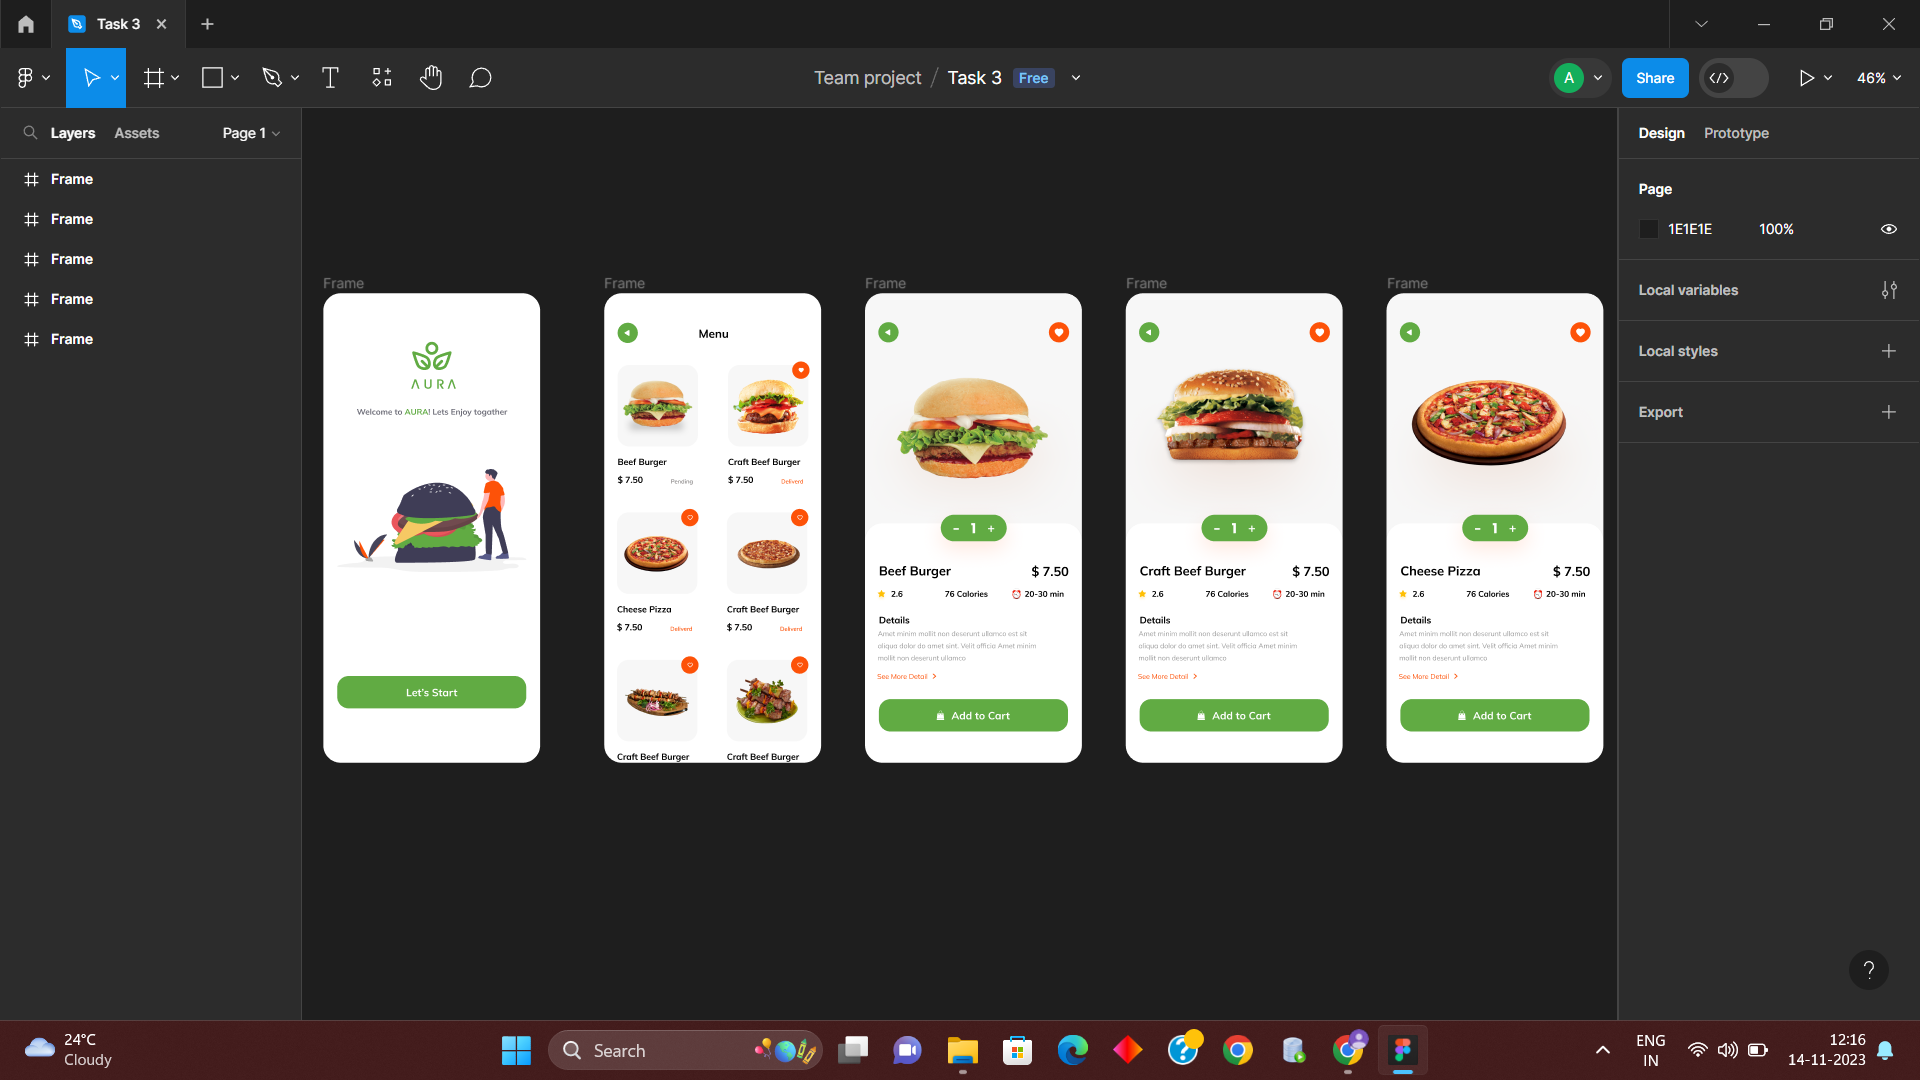 Task 3
Team project / Task 3 Free
A
Share
46%
Layers Assets Page 1
Frame
Frame
Frame
Frame
Frame
Frame
AURA
Welcome to AURA! Lets Enjoy togather
Let's Start
Frame
Menu
Beef Burger
$ 7.50 Pending
Craft Beef Burger
$ 7.50 Deliverd
Cheese Pizza
$ 7.50 Deliverd
Craft Beef Burger
$ 7.50 Deliverd
Craft Beef Burger
Craft Beef Burger
Frame
- 1 +
Beef Burger $ 7.50
2.6 76 Calories 20-30 min
Details
Amet minim mollit non deserunt ullamco est sit
aliqua dolor do amet sint. Velit officia Amet minim
mollit non deserunt ullamco
See More Detail >
Add to Cart
Frame
- 1 +
Craft Beef Burger $ 7.50
2.6 76 Calories 20-30 min
Details
Amet minim mollit non deserunt ullamco est sit
aliqua dolor do amet sint. Velit officia Amet minim
mollit non deserunt ullamco
See More Detail >
Add to Cart
Frame
- 1 +
Cheese Pizza $ 7.50
2.6 76 Calories 20-30 min
Details
Amet minim mollit non deserunt ullamco est sit
aliqua dolor do amet sint. Velit officia Amet minim
mollit non deserunt ullamco
See More Detail >
Add to Cart
Design Prototype
Page
1E1E1E 100%
Local variables
Local styles
Export
?
24°C
Cloudy
Search
ENG
IN
12:16
14-11-2023